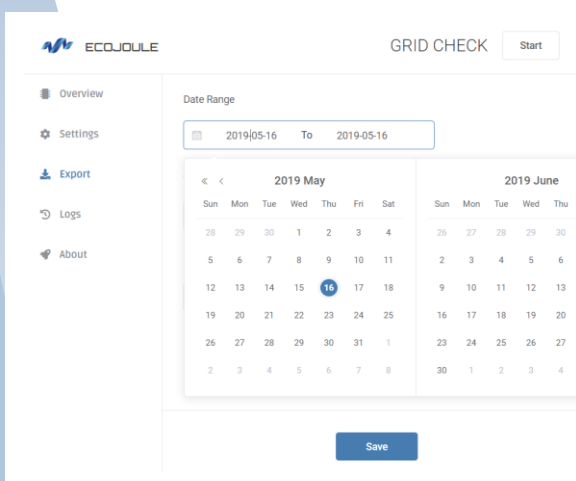 ECOJOULE
GRID CHECK Start
Overview
Settings
Export
Logs
About
Date Range
2019-05-16 To 2019-05-16
« < 2019 May
Sun Mon Tue Wed Thu Fri Sat
28 29 30 1 2 3 4
5 6 7 8 9 10 11
12 13 14 15 16 17 18
19 20 21 22 23 24 25
26 27 28 29 30 31 1
2 3 4 5 6 7 8
2019 June
Sun Mon Tue Wed Thu
26 27 28 29 30
2 3 4 5 6
9 10 11 12 13
16 17 18 19 20
23 24 25 26 27
30 1 2 3 4
Save